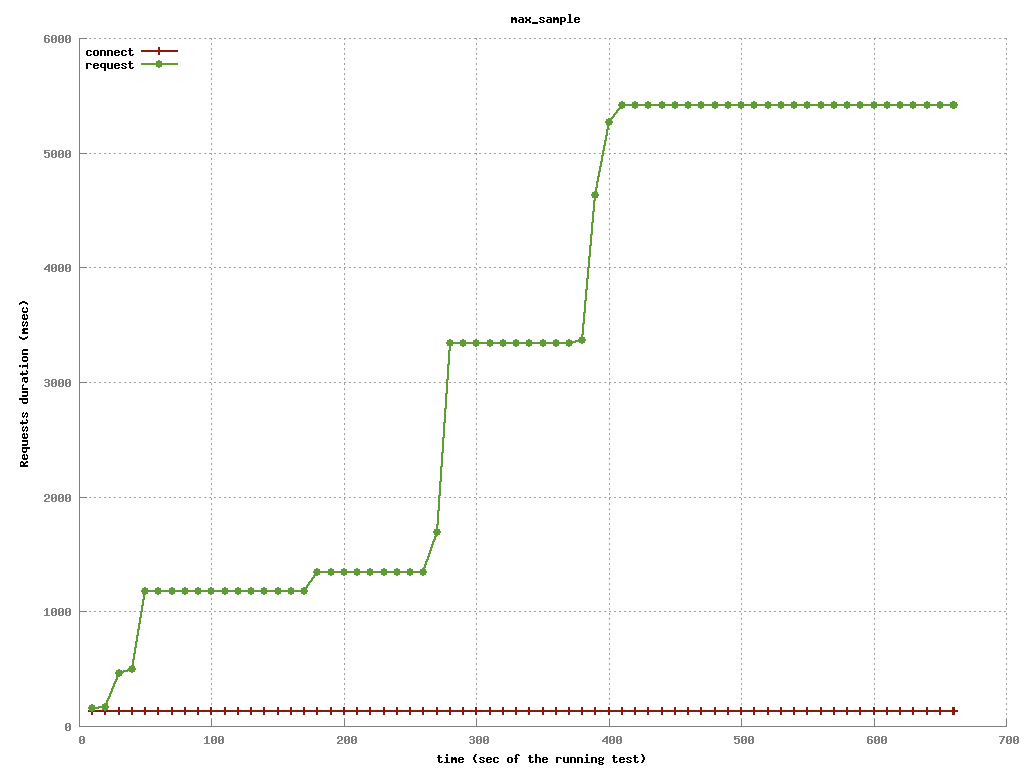 max_sample
6000
connect
request
5000
4000
3000
2000
1000
0
Requests duration (msec)
0 100 200 300 400 500 600 700
time (sec of the running test)